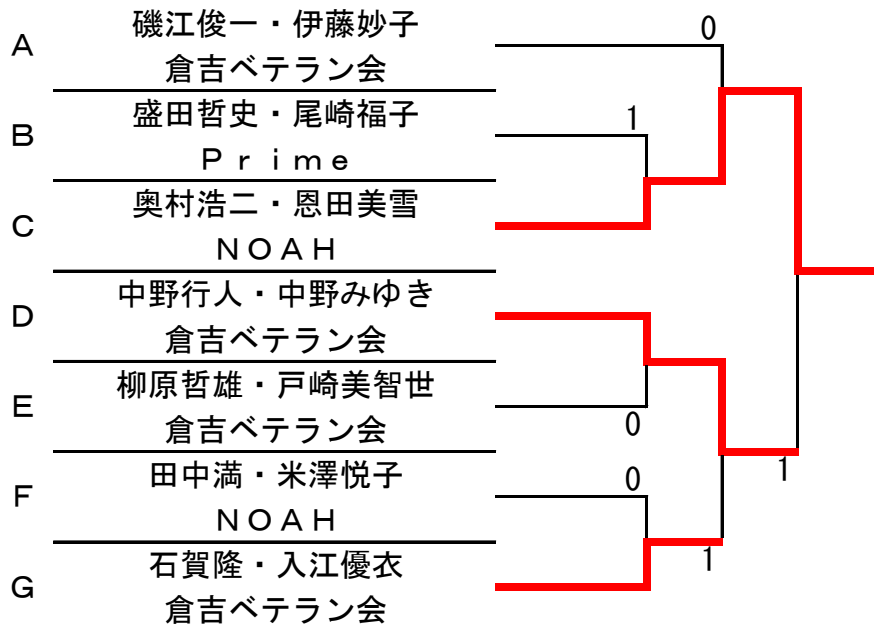 A
磯江俊一・伊藤妙子
倉吉ベテラン会
0
B
盛田哲史・尾崎福子
Ｐｒｉｍｅ
1
C
奥村浩二・恩田美雪
ＮＯＡＨ
D
中野行人・中野みゆき
倉吉ベテラン会
E
柳原哲雄・戸崎美智世
倉吉ベテラン会
0
F
田中満・米澤悦子
ＮＯＡＨ
0
1
1
G
石賀隆・入江優衣
倉吉ベテラン会